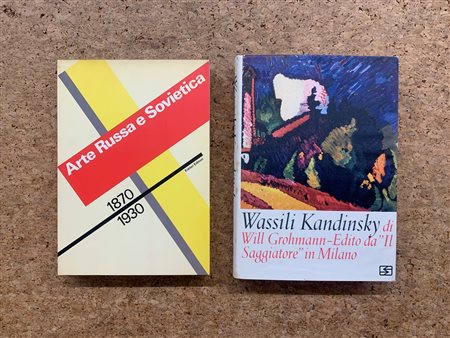 Arte Russa e Sovietica
1870
1930
Wassili Kandinsky di
Will Grohmann-Edito da "Il
Saggiatore" in Milano